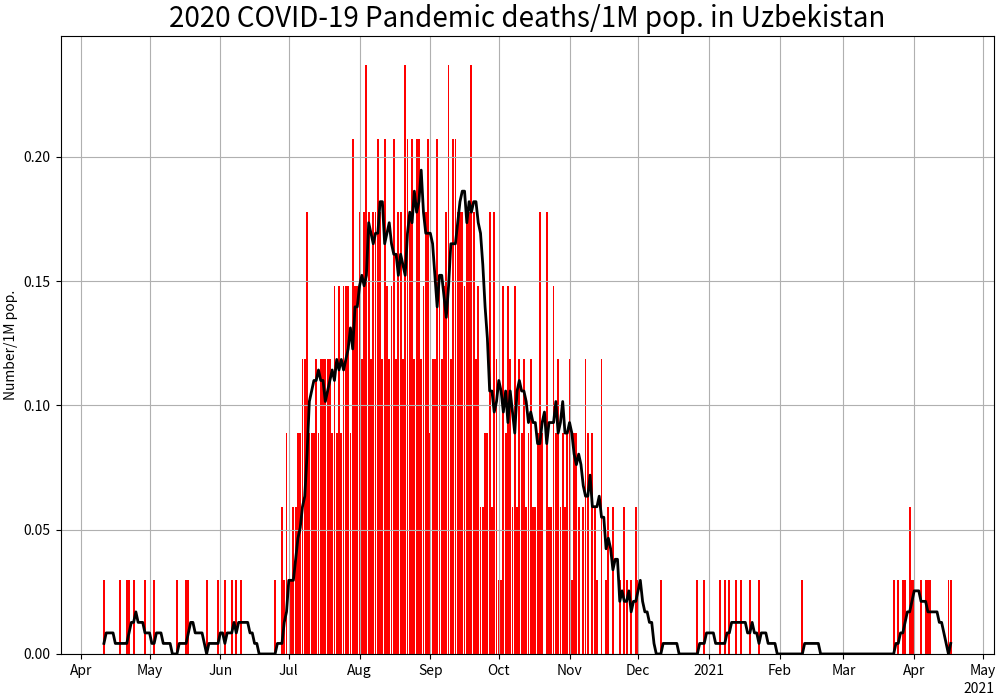 2020 COVID-19 Pandemic deaths/1M pop. in Uzbekistan
Number/1M pop.
0.20
0.15
0.10
0.05
0.00
Apr May Jun Jul Aug Sep Oct Nov Dec 2021 Feb Mar Apr May
2021